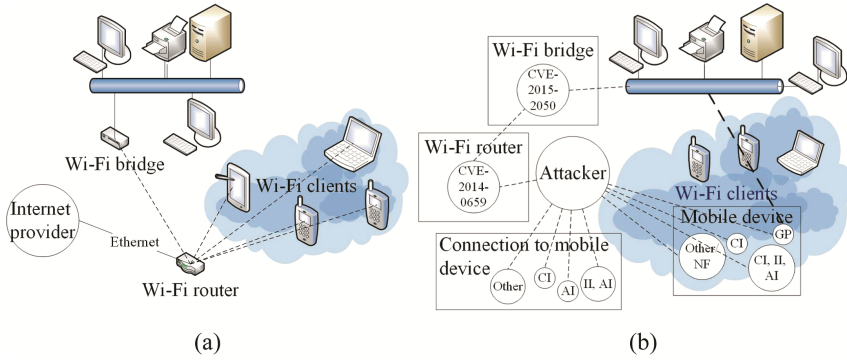 Wi-Fi bridge
Wi-Fi clients
Internet
provider
Ethernet
Wi-Fi router
(a)
Wi-Fi bridge
CVE-
2015-
2050
Wi-Fi router
CVE-
2014-
0659
Attacker
Wi-Fi clients
Mobile device
GP
Other,
NF
CI
CI, II,
AI
Connection to mobile
device
Other
CI
AI
II, AI
(b)